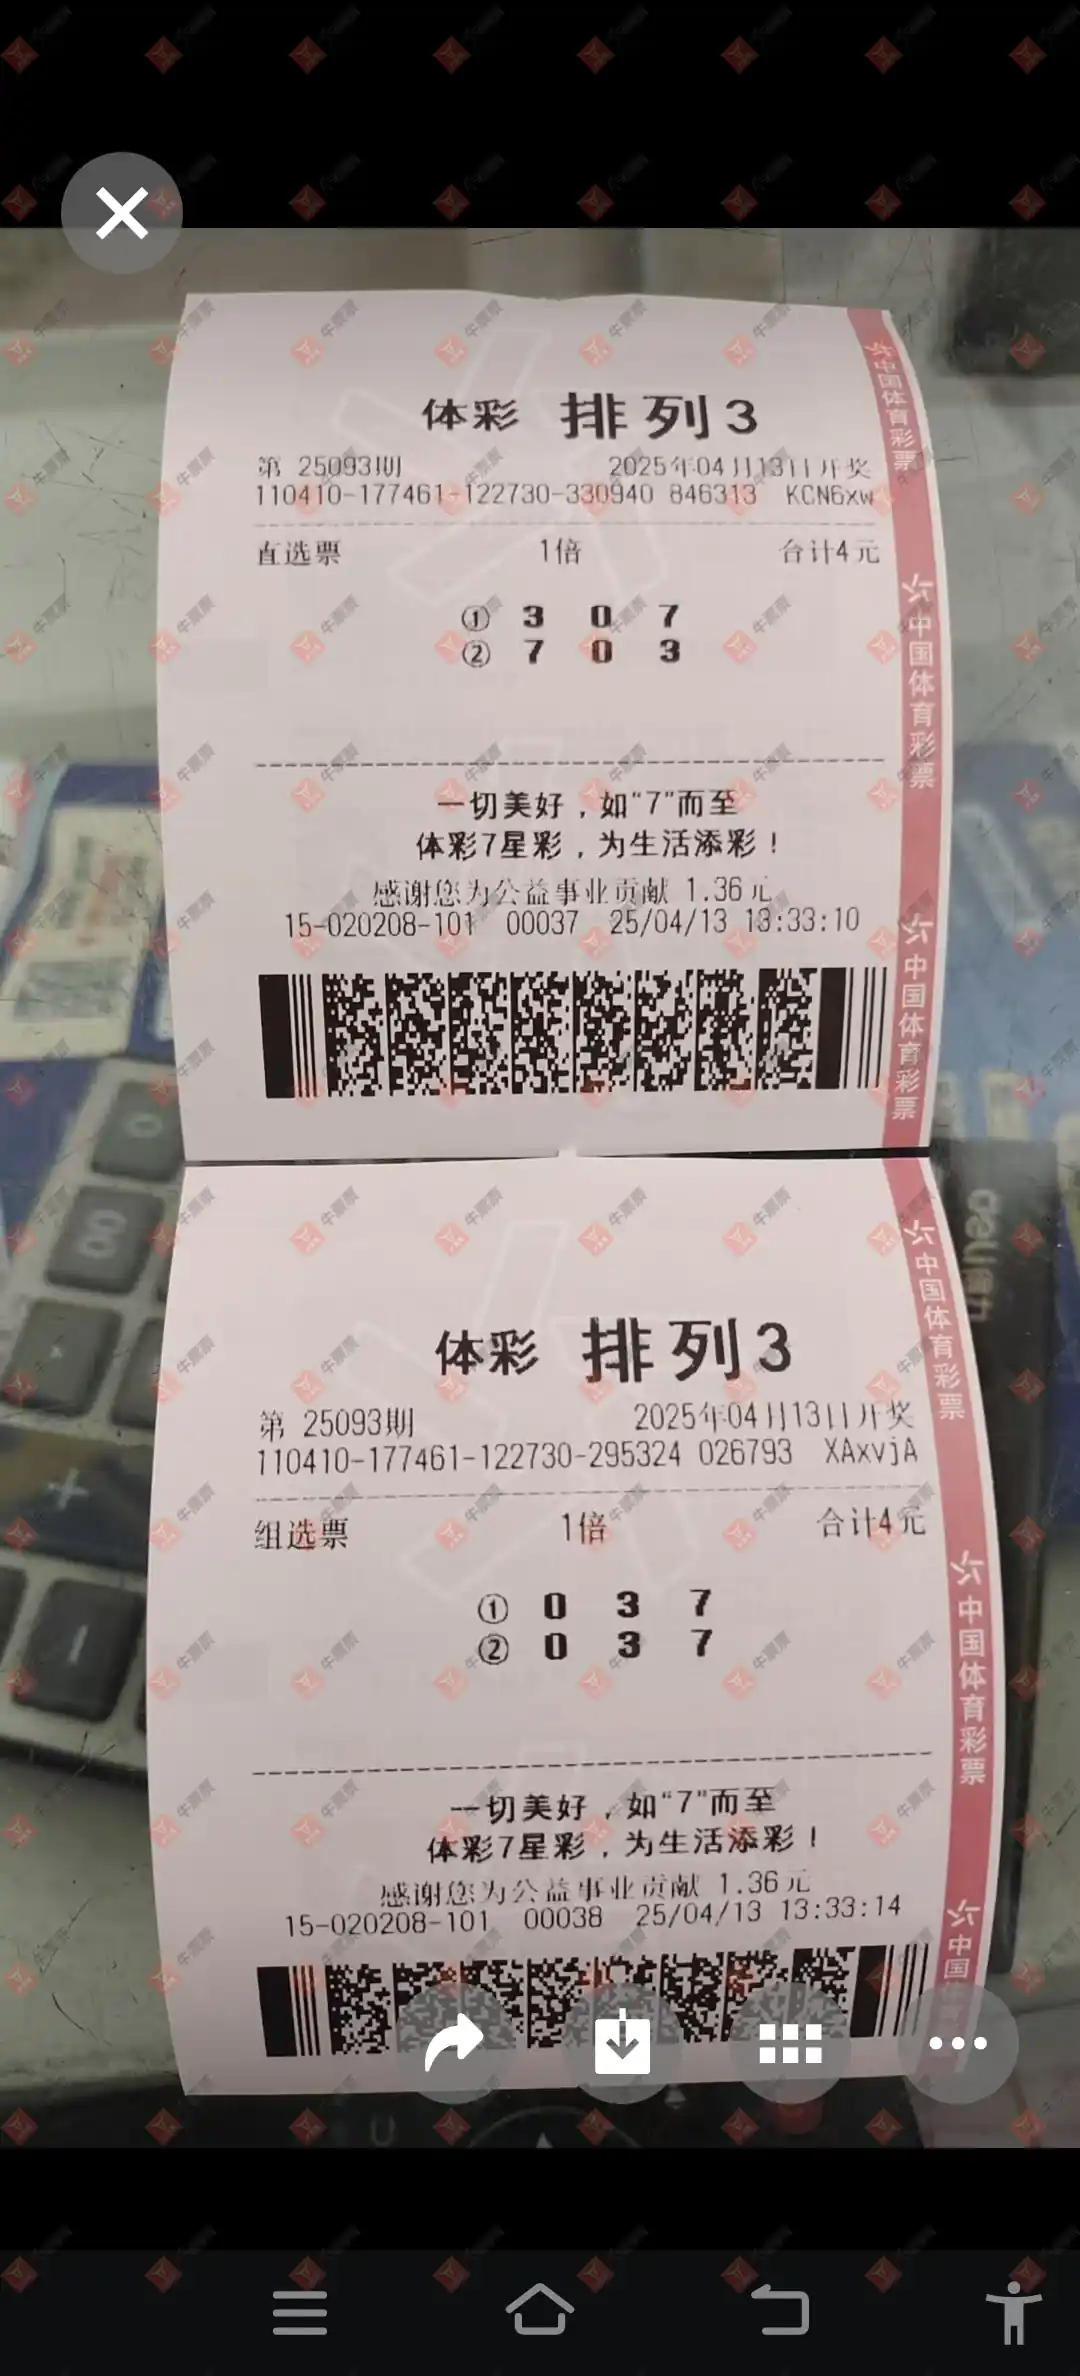 体彩 排列3
第 25093期 2025年04月13日开奖
110410-177461-122730-330940 846313 KCN6xw
直选票 1倍 合计4元
① 3 0 7
② 7 0 3
一切美好，如“7”而至
体彩7星彩，为生活添彩！
感谢您为公益事业贡献 1.36元
15-020208-101 00037 25/04/13 13:33:10
中国体育彩票
中国体育彩票
中国体育彩票
体彩 排列3
第 25093期 2025年04月13日开奖
110410-177461-122730-295324 026793 XAxvjA
组选票 1倍 合计4元
① 0 3 7
② 0 3 7
一切美好，如“7”而至
体彩7星彩，为生活添彩！
感谢您为公益事业贡献 1.36元
15-020208-101 00038 25/04/13 13:33:14
中国体育彩票
中国体育彩票
中国
牛票票
deli得力